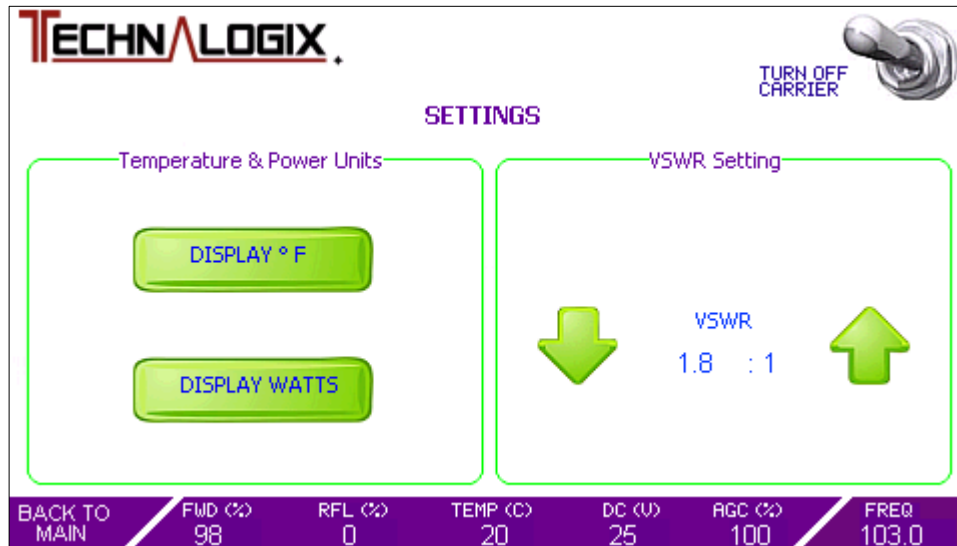 TECHNALOGIX
TURN OFF
CARRIER
SETTINGS
Temperature & Power Units
DISPLAY ° F
DISPLAY WATTS
VSWR Setting
VSWR
1.8 : 1
BACK TO
MAIN
FWD (%)
98
RFL (%)
0
TEMP (C)
20
DC (V)
25
AGC (%)
100
FREQ
103.0